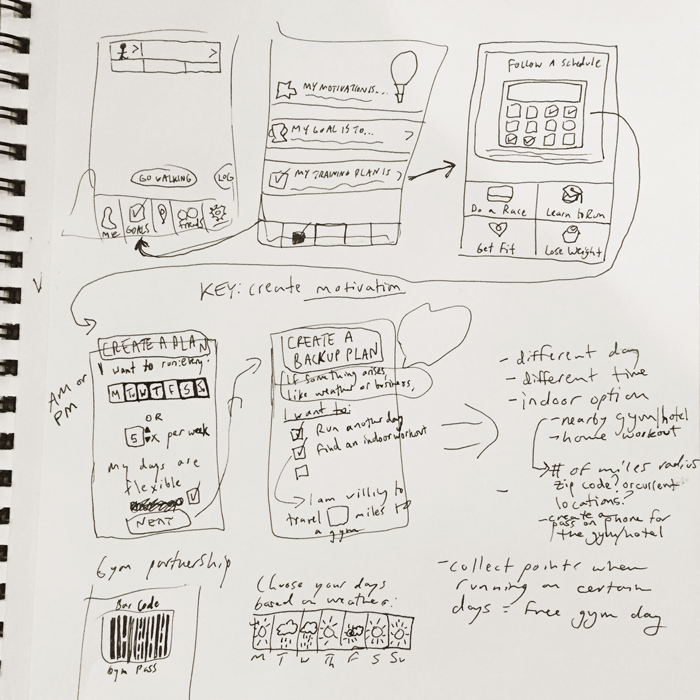 GO WALKING
LOG
ME
GOALS
friends
MY MOTIVATION IS...
MY GOAL IS TO...
MY TRAINING PLAN IS
FOLLOW A SCHEDULE
Do a Race
Learn to Run
Get Fit
Lose Weight
KEY: create motivation
AM or
PM
CREATE A PLAN
I want to run: every:
M Tu W T F S S
OR
5 x per week
My days are
flexible
NEXT
CREATE A
BACKUP PLAN
If something arises
like weather or business,
I want to:
Run another day
Find an indoor workout
I am willing to
travel miles to
a gym
- different day
- different time
- indoor option
- nearby gym/hotel
- home workout
# of miles radius
zip code? or current
locations?
- create a
pass on phone for
the gym/hotel
Gym partnership
Bar Code
Gym Pass
Choose your days
based on weather:
M T W Th F S Su
- collect points when
running on certain
days = free gym day